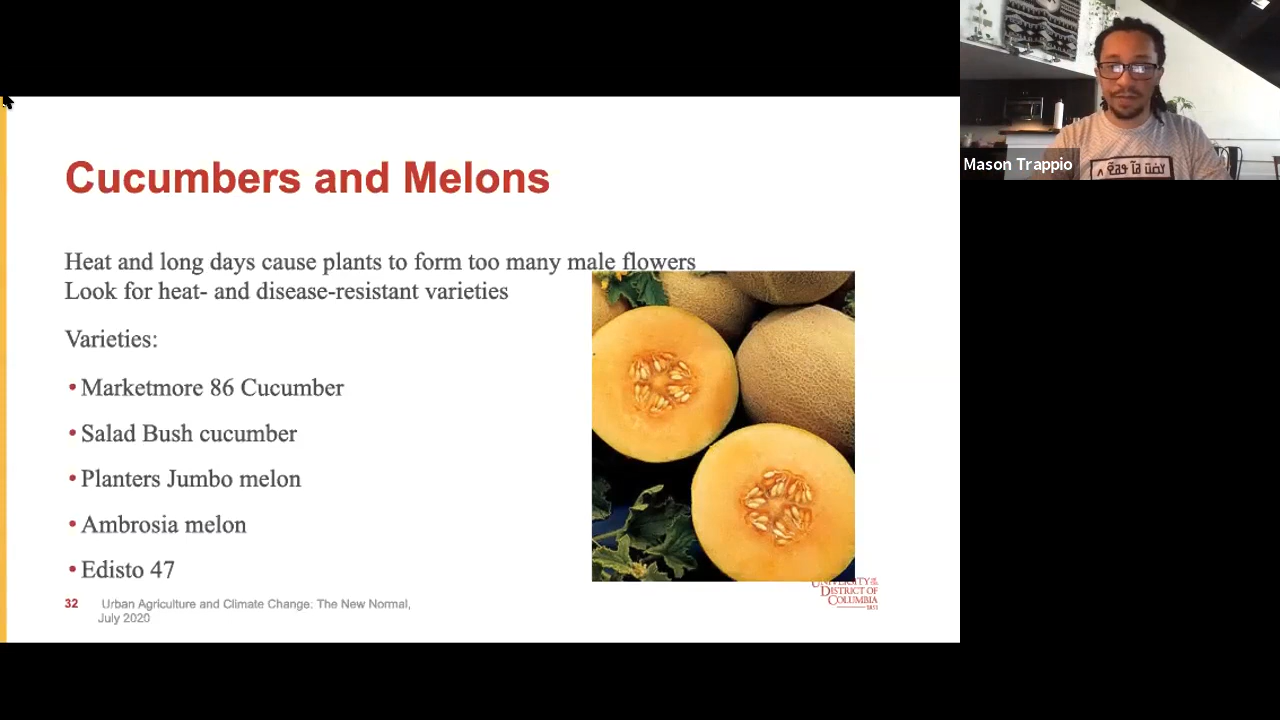 Cucumbers and Melons
Heat and long days cause plants to form too many male flowers
Look for heat- and disease-resistant varieties
Varieties:
• Marketmore 86 Cucumber
• Salad Bush cucumber
• Planters Jumbo melon
• Ambrosia melon
• Edisto 47
32 Urban Agriculture and Climate Change: The New Normal,
July 2020
UNIVERSITY OF THE
DISTRICT OF
COLUMBIA
Mason Trappio